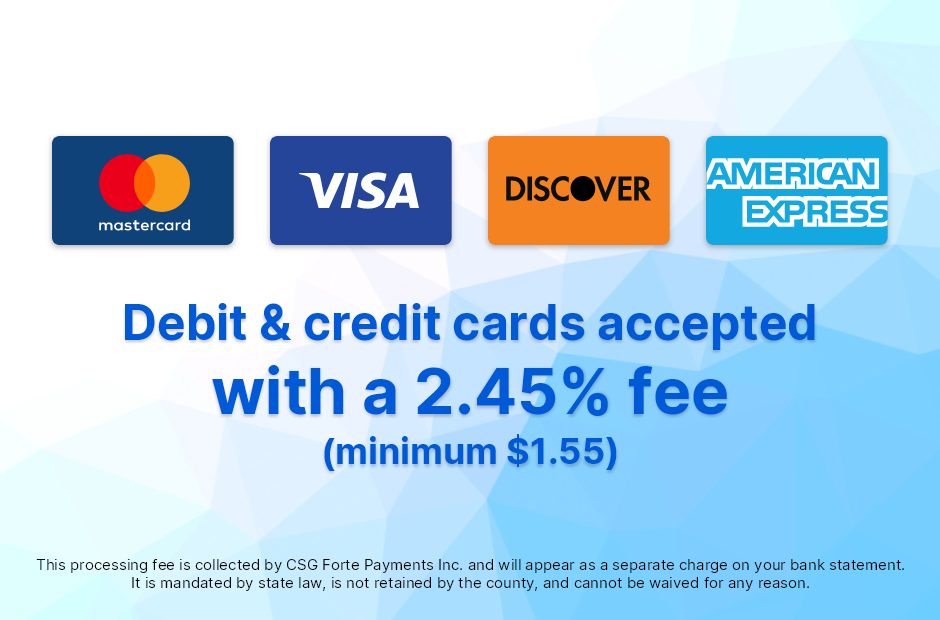 mastercard
VISA
DISCOVER
AMERICAN
EXPRESS
Debit & credit cards accepted
with a 2.45% fee
(minimum $1.55)
This processing fee is collected by CSG Forte Payments Inc. and will appear as a separate charge on your bank statement.
It is mandated by state law, is not retained by the county, and cannot be waived for any reason.